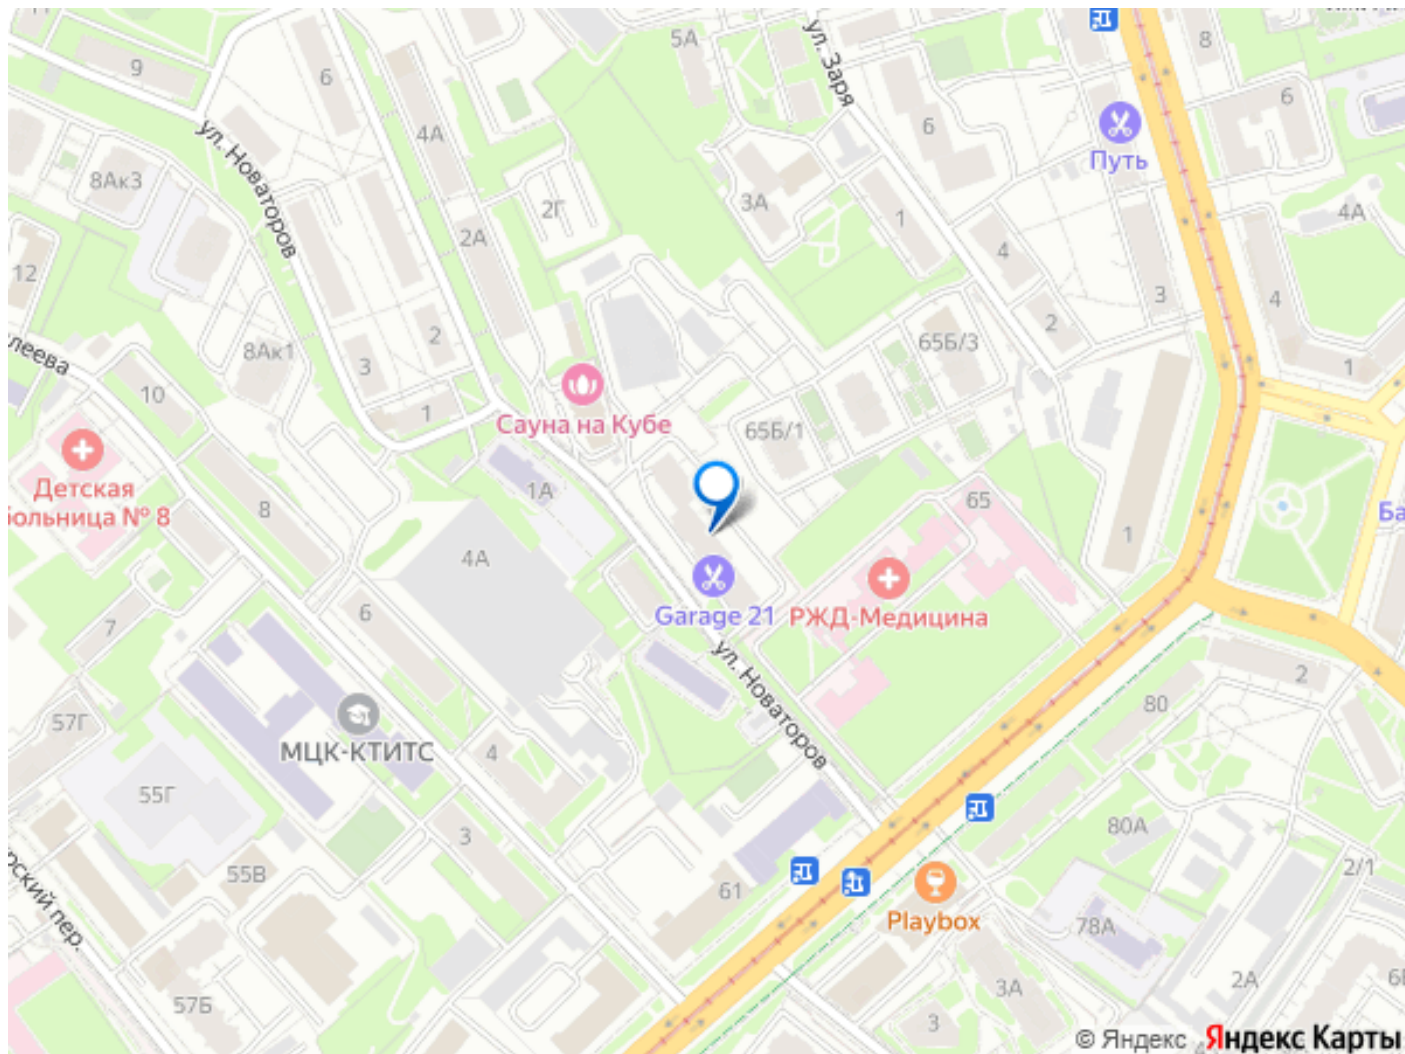 5А
ул. Заря
8
9
6
6
ул. Новаторов
4А
6
Путь
8Ак3
2Г
3А
1
4А
2А
4
12
3
4
2
2
65Б/3
8Ак1
3
1
10
1
Сауна на Кубе
65Б/1
Детская
больница № 8
8
1А
65
1
4А
Garage 21
РЖД-Медицина
7
6
ул. Новаторов
2
57Г
80
МЦК-КТИТС
4
55Г
3
80А
55В
2/1
61
Playbox
78А
57Б
3А
2А
3
пер.
© Яндекс
Яндекс Карты